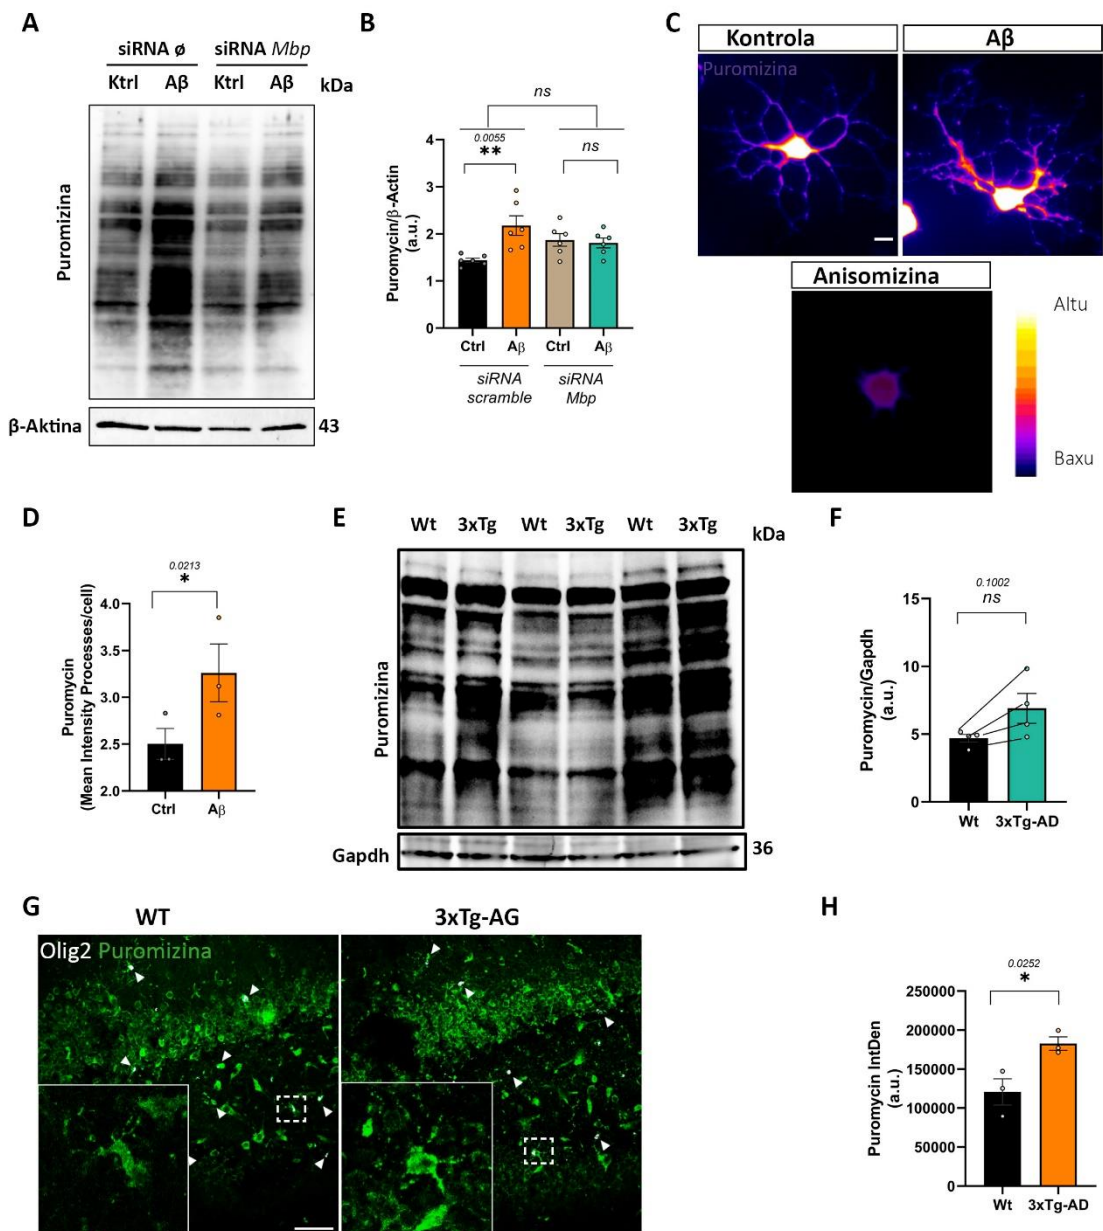 A
siRNA ø siRNA Mbp
Ktrl Aβ Ktrl Aβ kDa
Puromizina
β-Aktina 43
B
ns
0.0055
** ns
Puromycin/β-Actin
(a.u.)
4
3
2
1
0
Ctrl Aβ Ctrl Aβ
siRNA scramble siRNA Mbp
C
Kontrola Aβ
Puromizina
Anisomizina
Altu
Baxu
D
0.0213
*
Puromycin
(Mean Intensity Processes/cell)
4.0
3.5
3.0
2.5
2.0
Ctrl Aβ
E
Wt 3xTg Wt 3xTg Wt 3xTg kDa
Puromizina
Gapdh 36
F
0.1002
ns
Puromycin/Gapdh
(a.u.)
15
10
5
0
Wt 3xTg-AD
G
WT 3xTg-AG
Olig2 Puromizina
H
0.0252
*
Puromycin IntDen
(a.u.)
250000
200000
150000
100000
50000
0
Wt 3xTg-AD